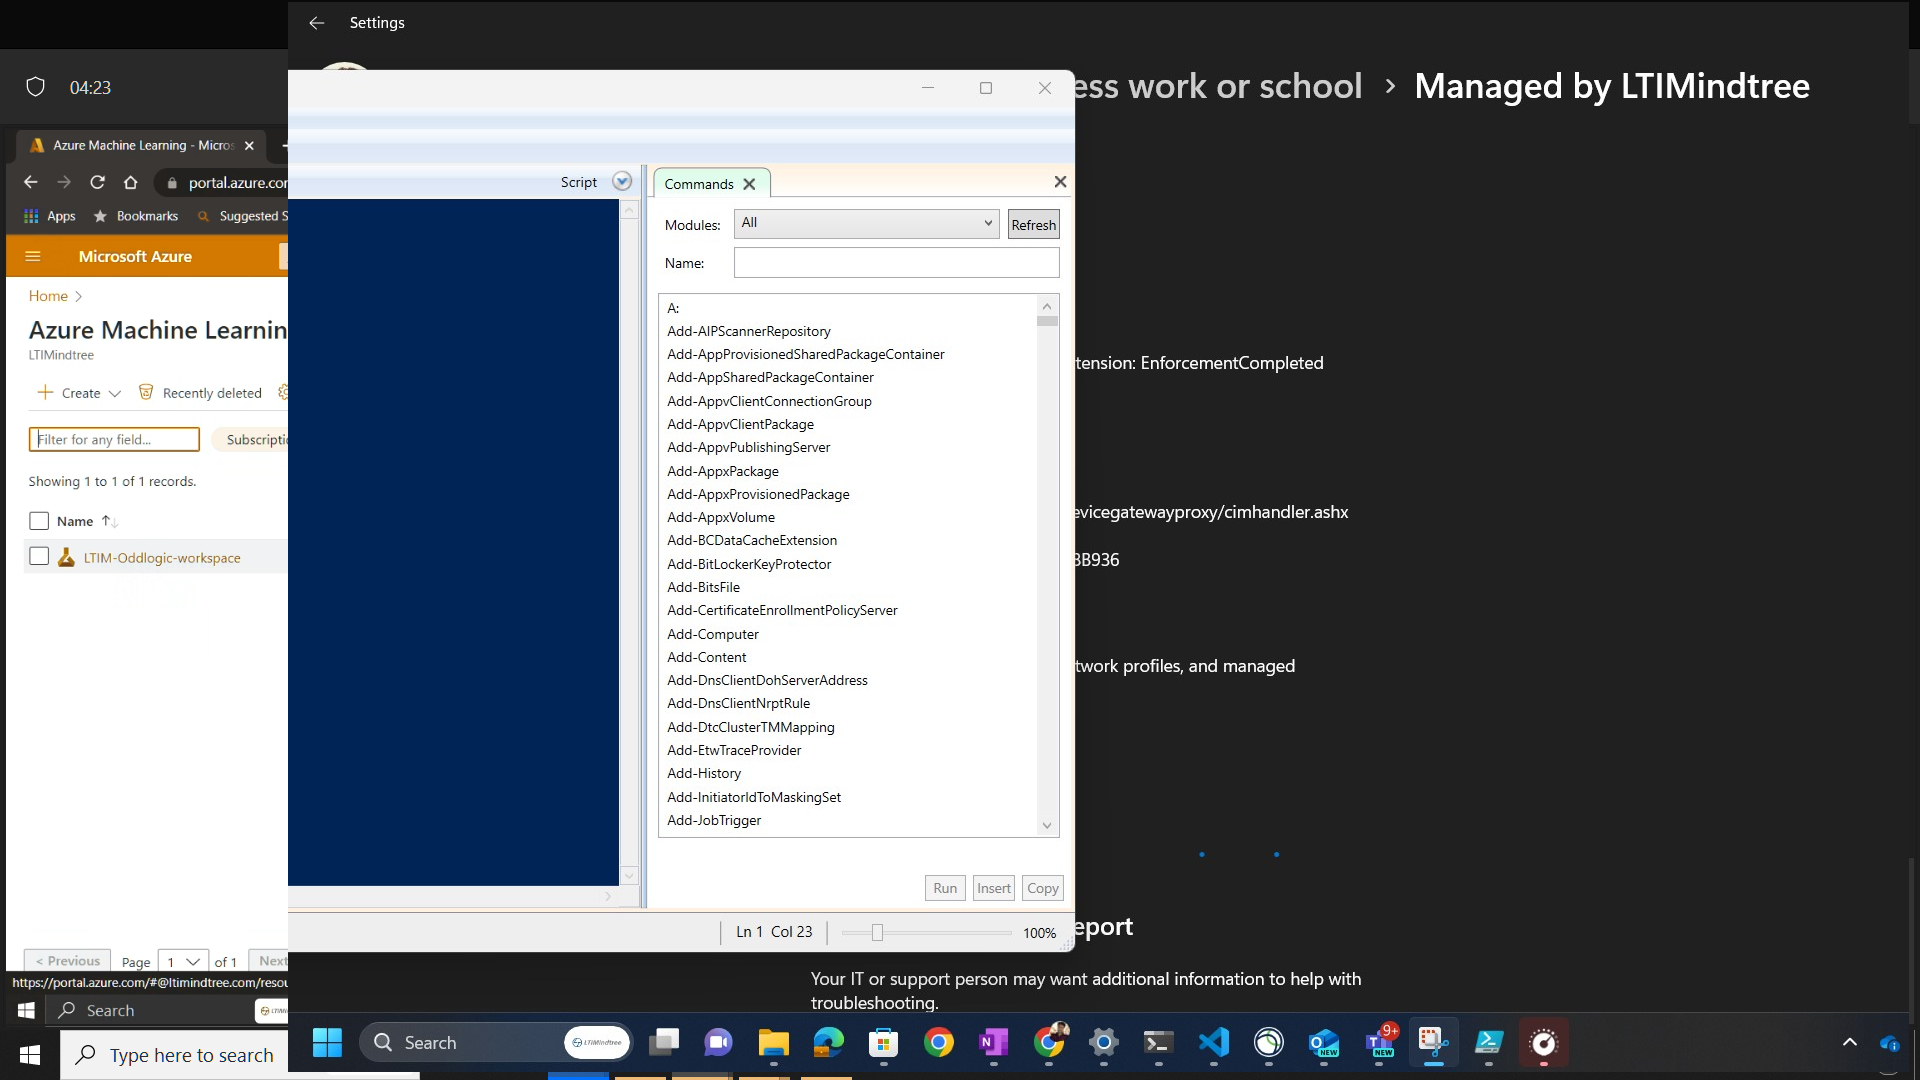 Settings
04:23
ess work or school > Managed by LTIMindtree
Azure Machine Learning - Micros
portal.azure.com
Apps
Bookmarks
Suggested S
Microsoft Azure
Home >
Azure Machine Learnin
LTIMindtree
Create
Recently deleted
Filter for any field...
Subscripti
Showing 1 to 1 of 1 records.
Name ↑↓
LTIM-Oddlogic-workspace
< Previous
Page
1
of 1
Next
https://portal.azure.com/#@ltimindtree.com/resou
Search
Type here to search
Script
Commands
Modules:
All
Refresh
Name:
A:
Add-AIPScannerRepository
Add-AppProvisionedSharedPackageContainer
Add-AppSharedPackageContainer
Add-AppvClientConnectionGroup
Add-AppvClientPackage
Add-AppvPublishingServer
Add-AppxPackage
Add-AppxProvisionedPackage
Add-AppxVolume
Add-BCDataCacheExtension
Add-BitLockerKeyProtector
Add-BitsFile
Add-CertificateEnrollmentPolicyServer
Add-Computer
Add-Content
Add-DnsClientDohServerAddress
Add-DnsClientNrptRule
Add-DtcClusterTMMapping
Add-EtwTraceProvider
Add-History
Add-InitiatorIdToMaskingSet
Add-JobTrigger
Run
Insert
Copy
Ln 1 Col 23
100%
tension: EnforcementCompleted
evicegatewayproxy/cimhandler.ashx
3B936
twork profiles, and managed
eport
Your IT or support person may want additional information to help with
troubleshooting.
Search
LTIMindtree
NEW
9+
NEW